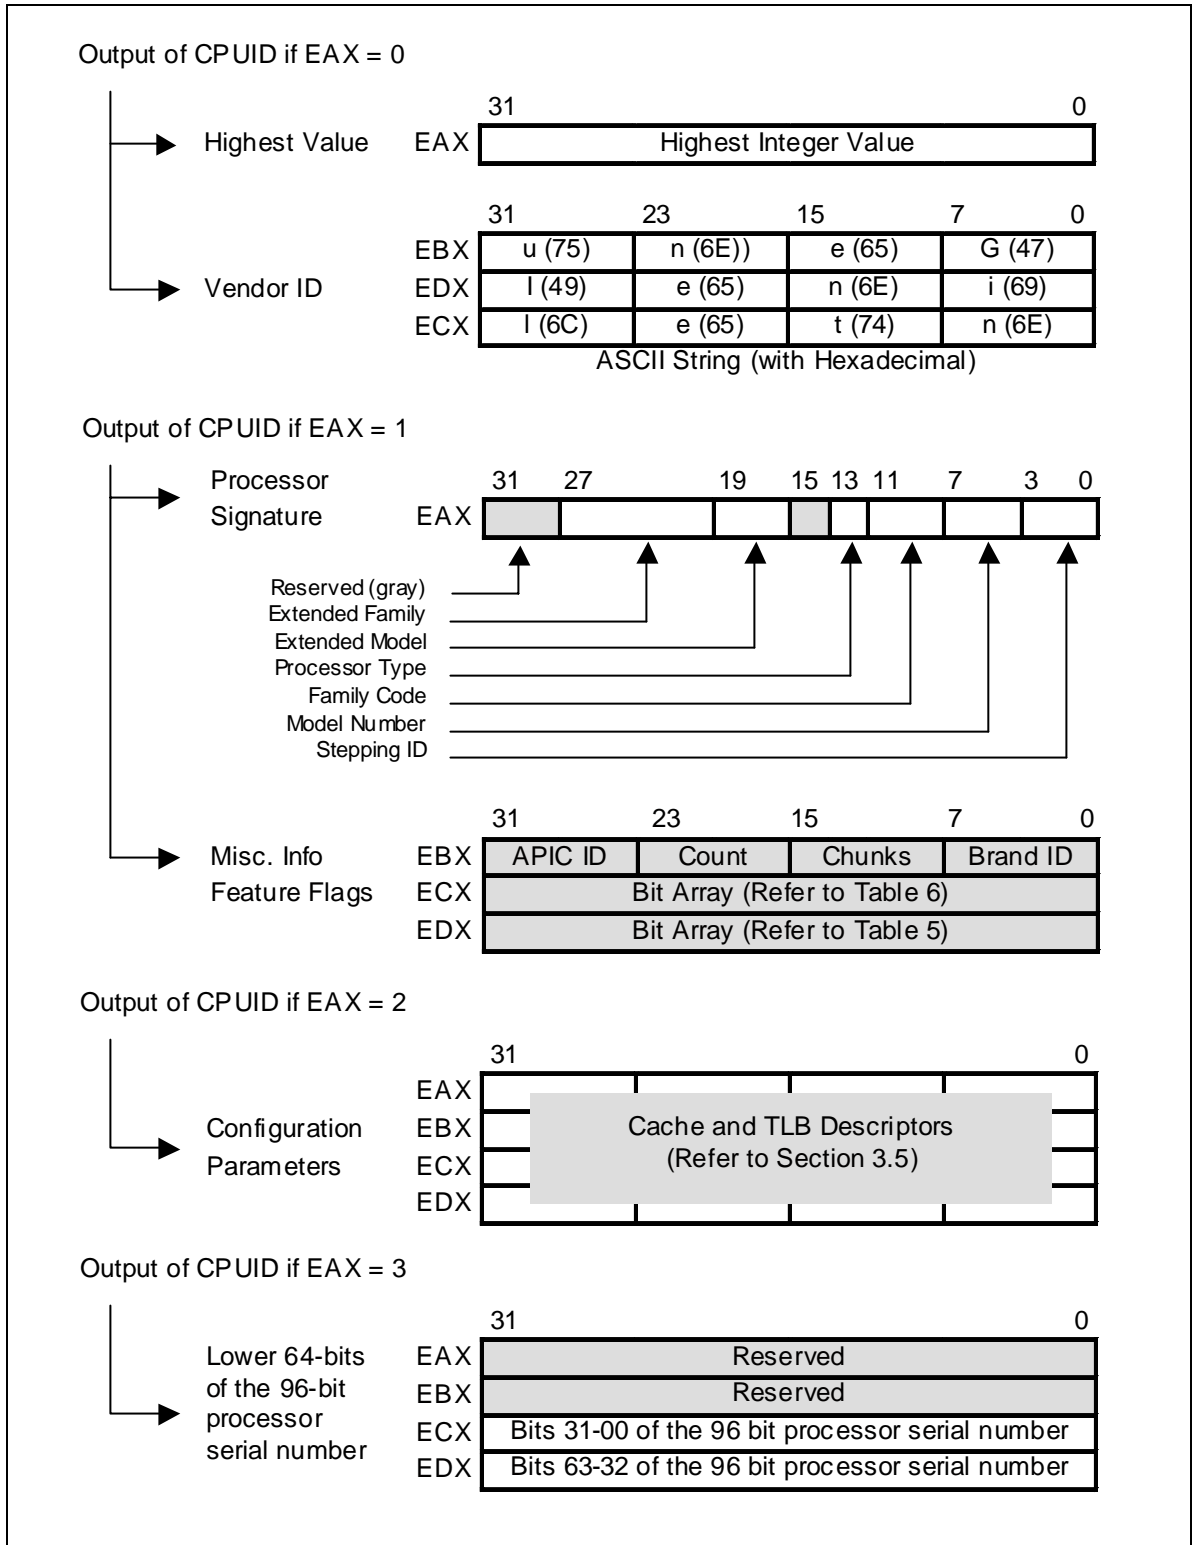 Output of CPUID if EAX = 0
31 0
Highest Value EAX Highest Integer Value
31 23 15 7 0
EBX u (75) n (6E)) e (65) G (47)
Vendor ID EDX I (49) e (65) n (6E) i (69)
ECX l (6C) e (65) t (74) n (6E)
ASCII String (with Hexadecimal)
Output of CPUID if EAX = 1
Processor 31 27 19 15 13 11 7 3 0
Signature EAX
Reserved (gray)
Extended Family
Extended Model
Processor Type
Family Code
Model Number
Stepping ID
31 23 15 7 0
Misc. Info EBX APIC ID Count Chunks Brand ID
Feature Flags ECX Bit Array (Refer to Table 6)
EDX Bit Array (Refer to Table 5)
Output of CPUID if EAX = 2
31 0
EAX
Configuration EBX Cache and TLB Descriptors
Parameters ECX (Refer to Section 3.5)
EDX
Output of CPUID if EAX = 3
31 0
Lower 64-bits EAX Reserved
of the 96-bit EBX Reserved
processor ECX Bits 31-00 of the 96 bit processor serial number
serial number EDX Bits 63-32 of the 96 bit processor serial number